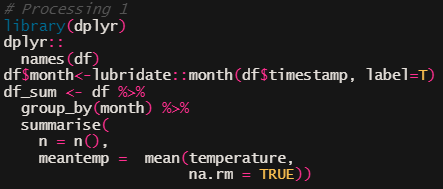 # Processing 1
library(dplyr)
dplyr::
  names(df)
df$month<-lubridate::month(df$timestamp, label=T)
df_sum <- df %>%
  group_by(month) %>%
  summarise(
    n = n(),
    meantemp =  mean(temperature,
                     na.rm = TRUE))